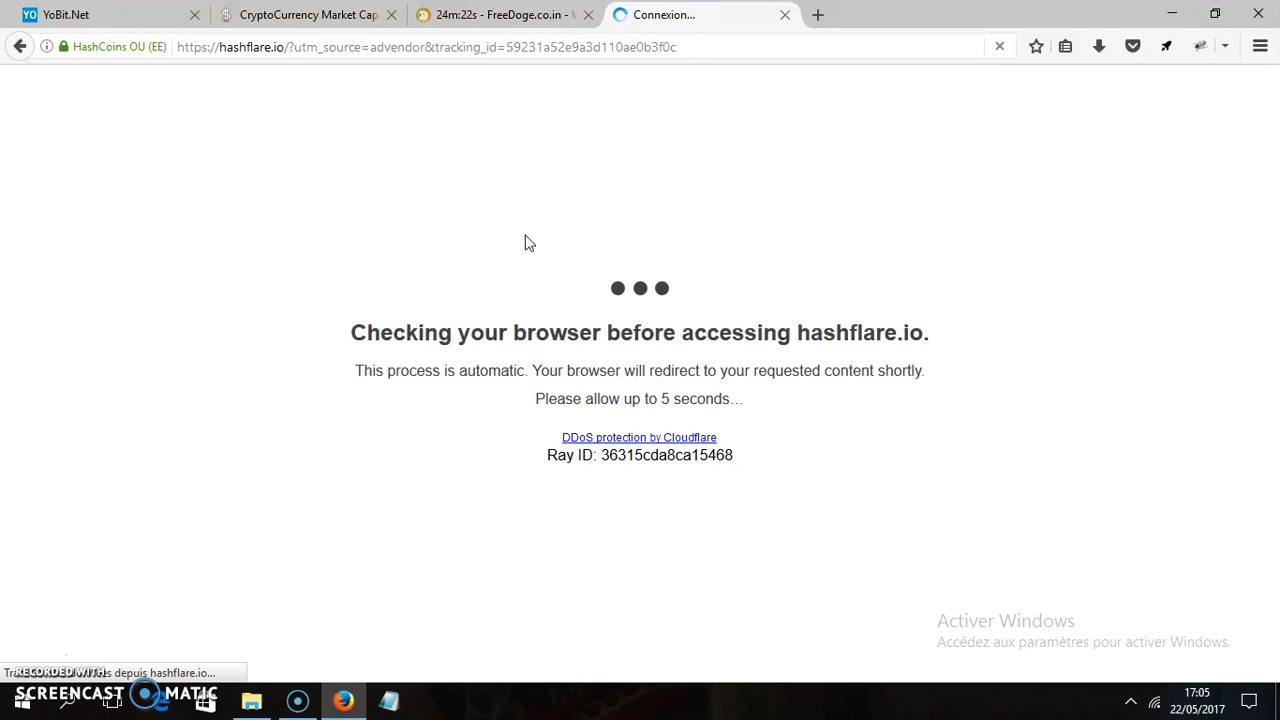 YoBit.Net
CryptoCurrency Market Cap
24m:22s - FreeDoge.co.in -
Connexion...
HashCoins OU (EE)
https://hashflare.io/?utm_source=advendor&tracking_id=59231a52e9a3d110ae0b3f0c
Checking your browser before accessing hashflare.io.
This process is automatic. Your browser will redirect to your requested content shortly.
Please allow up to 5 seconds…
DDoS protection by Cloudflare
Ray ID: 36315cda8ca15468
Activer Windows
Accédez aux paramètres pour activer Windows.
depuis hashflare.io...
RECORDED WITH
SCREENCAST MATIC
17:05
22/05/2017